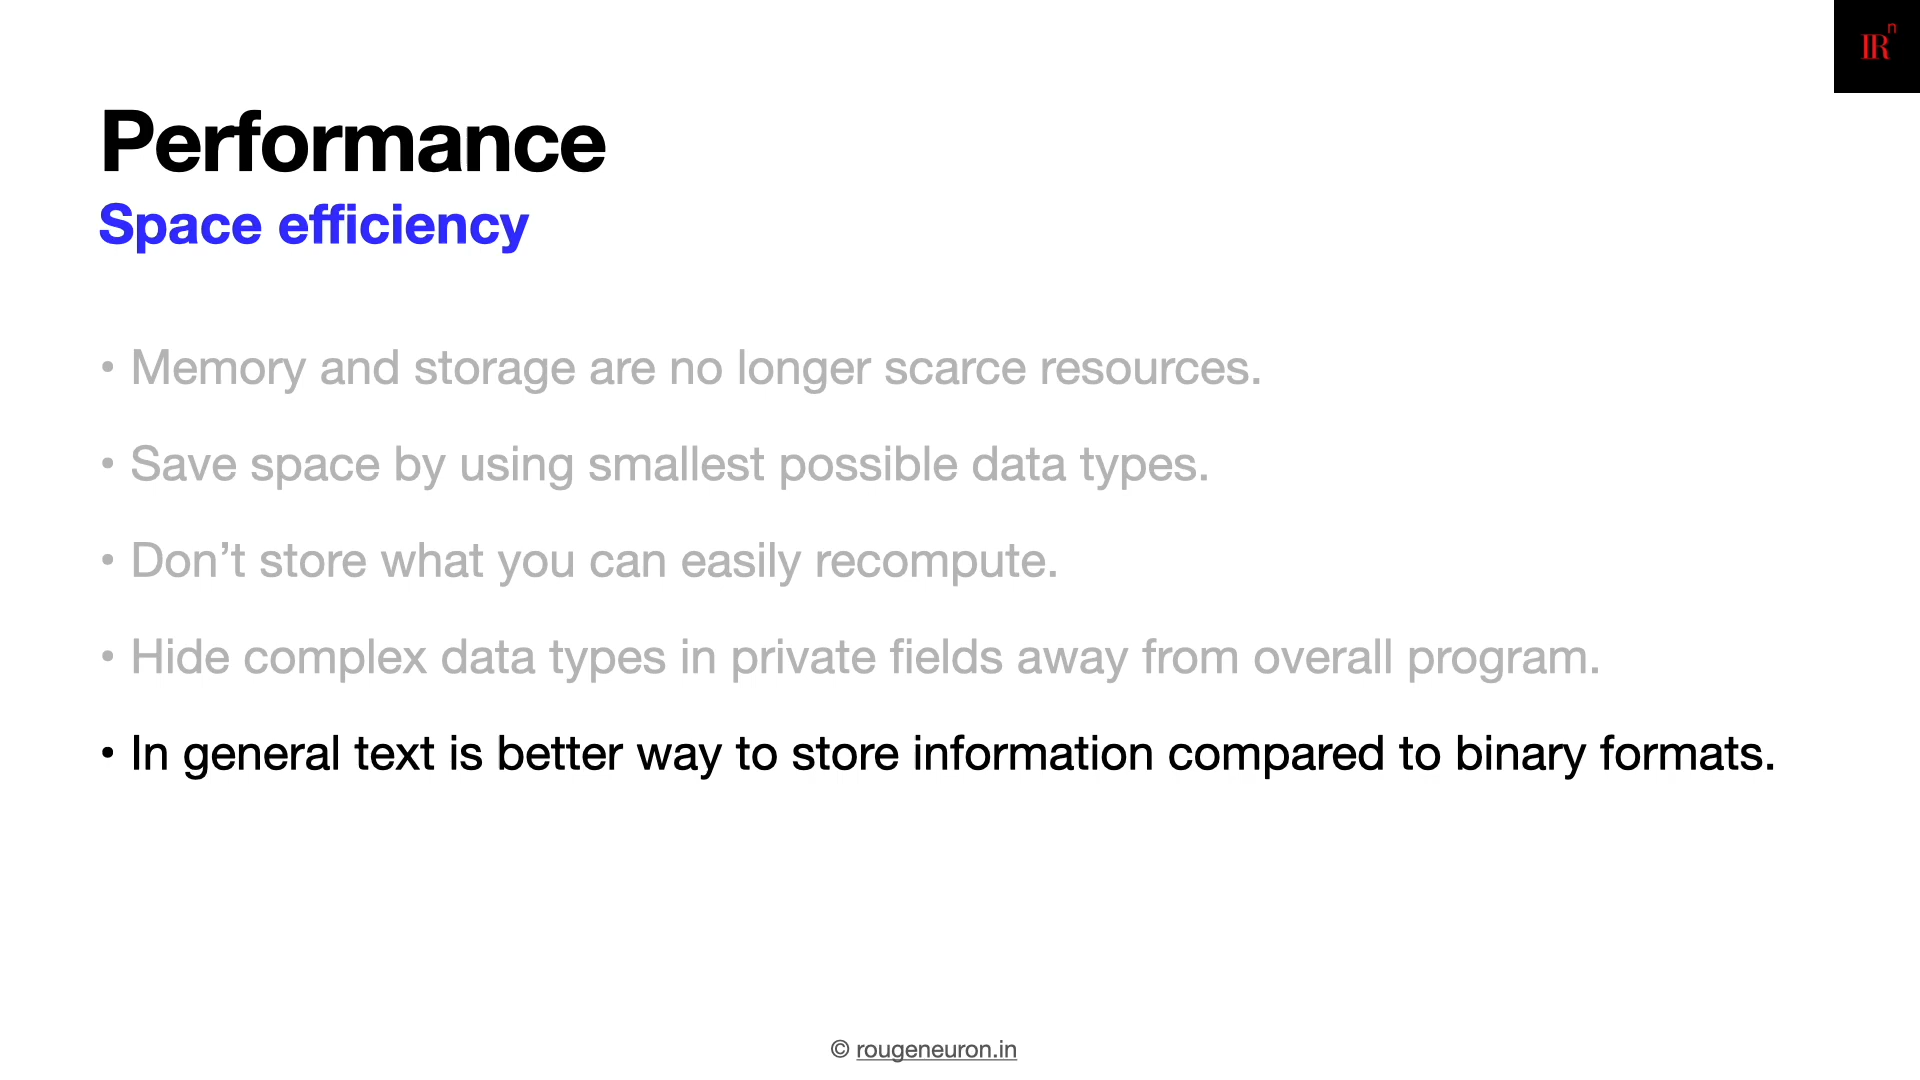 IRn
Performance
Space efficiency
• Memory and storage are no longer scarce resources.
• Save space by using smallest possible data types.
• Don’t store what you can easily recompute.
• Hide complex data types in private fields away from overall program.
• In general text is better way to store information compared to binary formats.
© rougeneuron.in